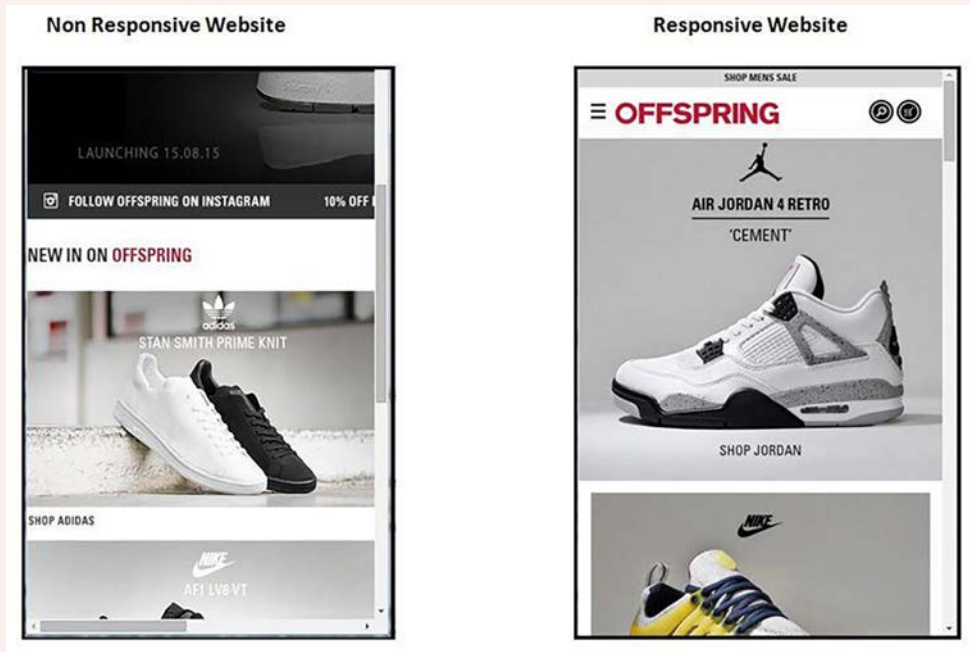 Non Responsive Website
LAUNCHING 15.08.15
FOLLOW OFFSPRING ON INSTAGRAM 10% OFF
NEW IN ON OFFSPRING
adidas
STAN SMITH PRIME KNIT
SHOP ADIDAS
NIKE
AF1 LV8 VT
Responsive Website
SHOP MENS SALE
OFFSPRING
AIR JORDAN 4 RETRO
'CEMENT'
SHOP JORDAN
NIKE